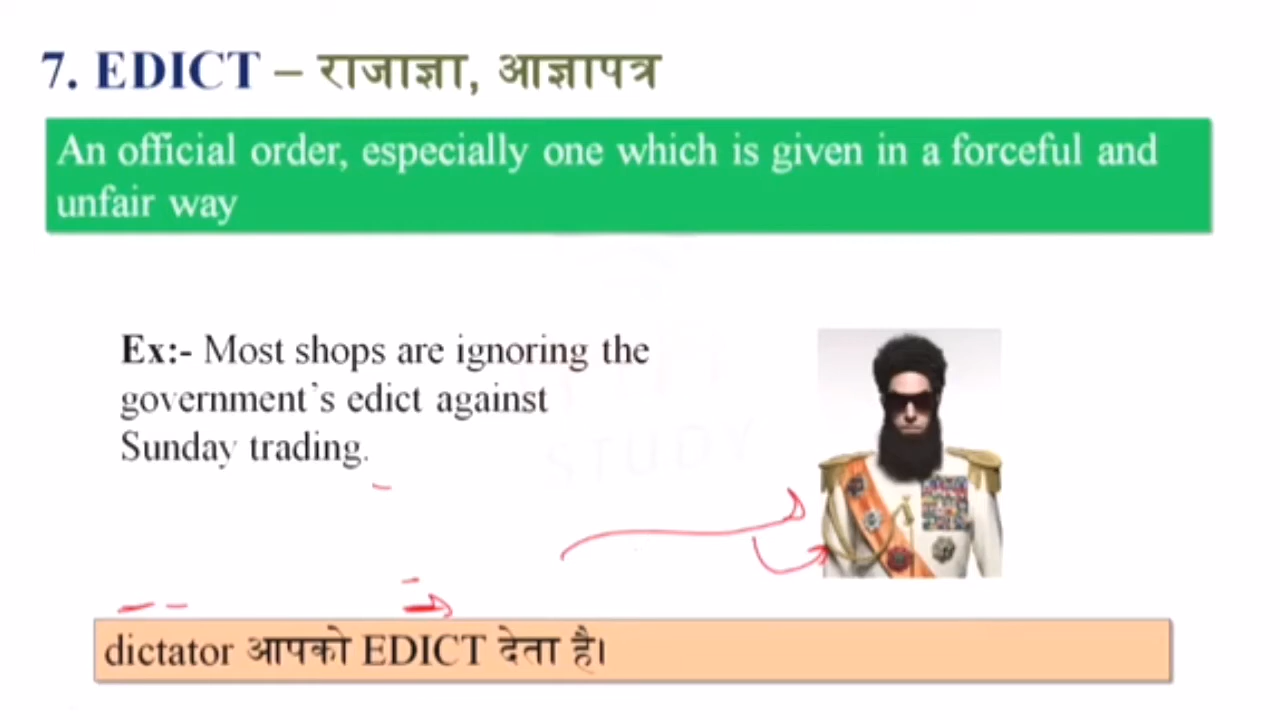 7. EDICT – राजाज्ञा, आज्ञापत्र
An official order, especially one which is given in a forceful and
unfair way
Ex:- Most shops are ignoring the
government's edict against
Sunday trading.
STUDY
dictator आपको EDICT देता है।